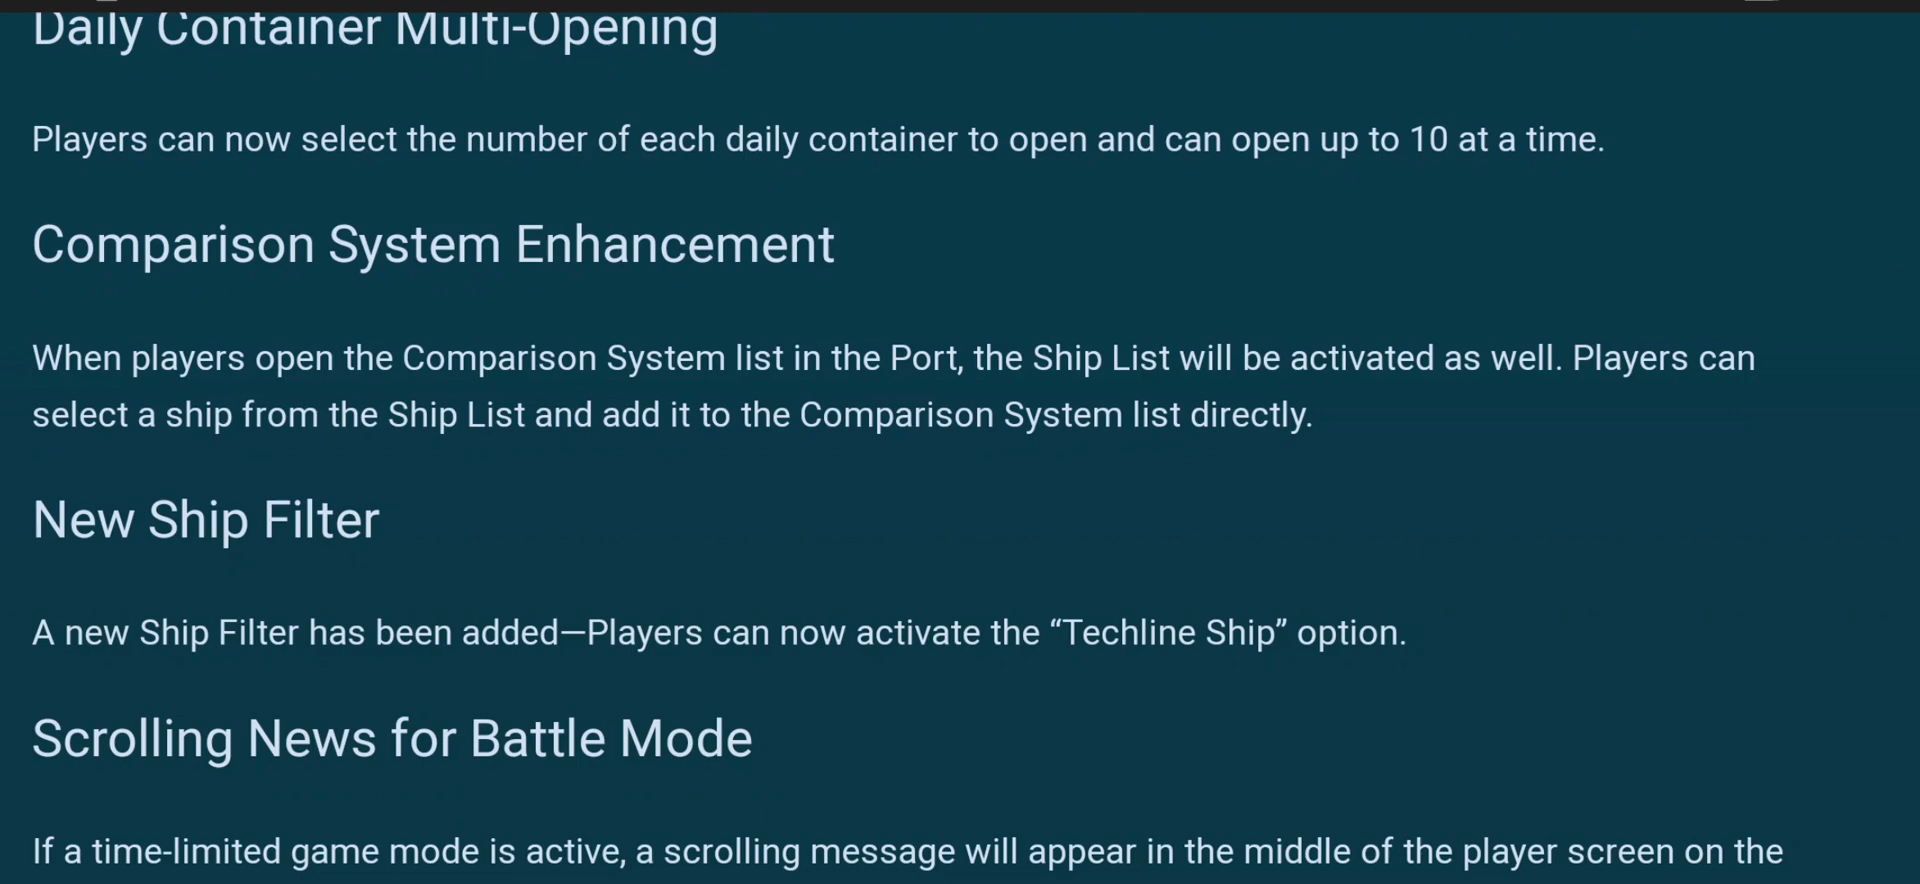 Daily Container Multi-Opening
Players can now select the number of each daily container to open and can open up to 10 at a time.
Comparison System Enhancement
When players open the Comparison System list in the Port, the Ship List will be activated as well. Players can
select a ship from the Ship List and add it to the Comparison System list directly.
New Ship Filter
A new Ship Filter has been added—Players can now activate the “Techline Ship” option.
Scrolling News for Battle Mode
If a time-limited game mode is active, a scrolling message will appear in the middle of the player screen on the